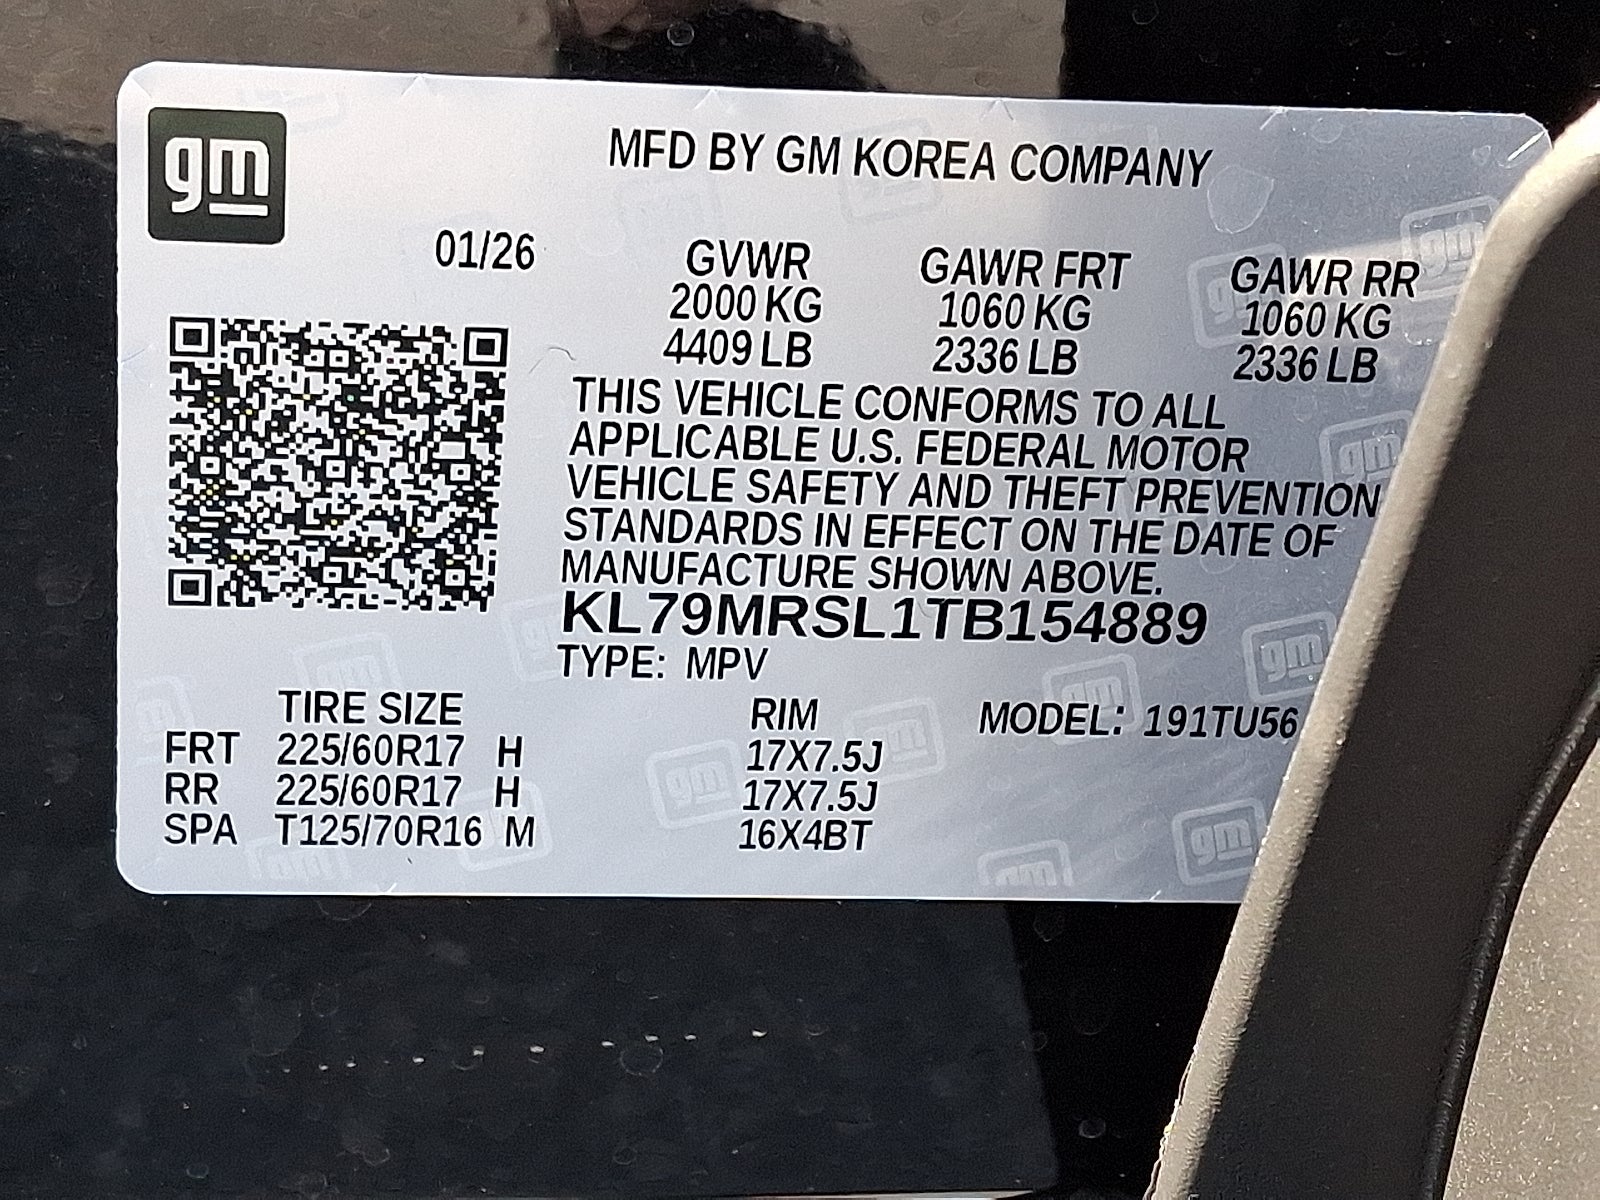 gm
MFD BY GM KOREA COMPANY
01/26
GVWR GAWR FRT GAWR RR
2000 KG 1060 KG 1060 KG
4409 LB 2336 LB 2336 LB
THIS VEHICLE CONFORMS TO ALL
APPLICABLE U.S. FEDERAL MOTOR
VEHICLE SAFETY AND THEFT PREVENTION
STANDARDS IN EFFECT ON THE DATE OF
MANUFACTURE SHOWN ABOVE.
KL79MRSL1TB154889
TYPE: MPV
TIRE SIZE RIM MODEL: 191TU56
FRT 225/60R17 H 17X7.5J
RR 225/60R17 H 17X7.5J
SPA T125/70R16 M 16X4BT